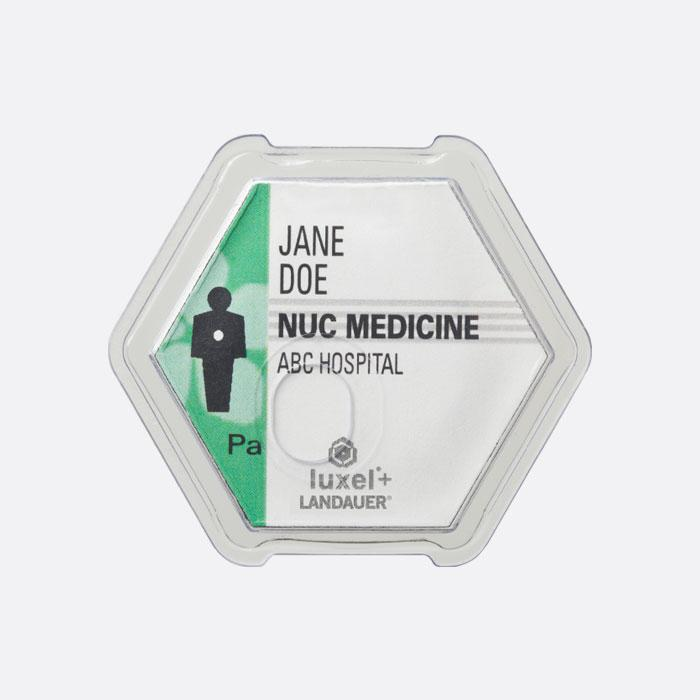 JANE
DOE
NUC MEDICINE
ABC HOSPITAL
Pa
luxel®+
LANDAUER®